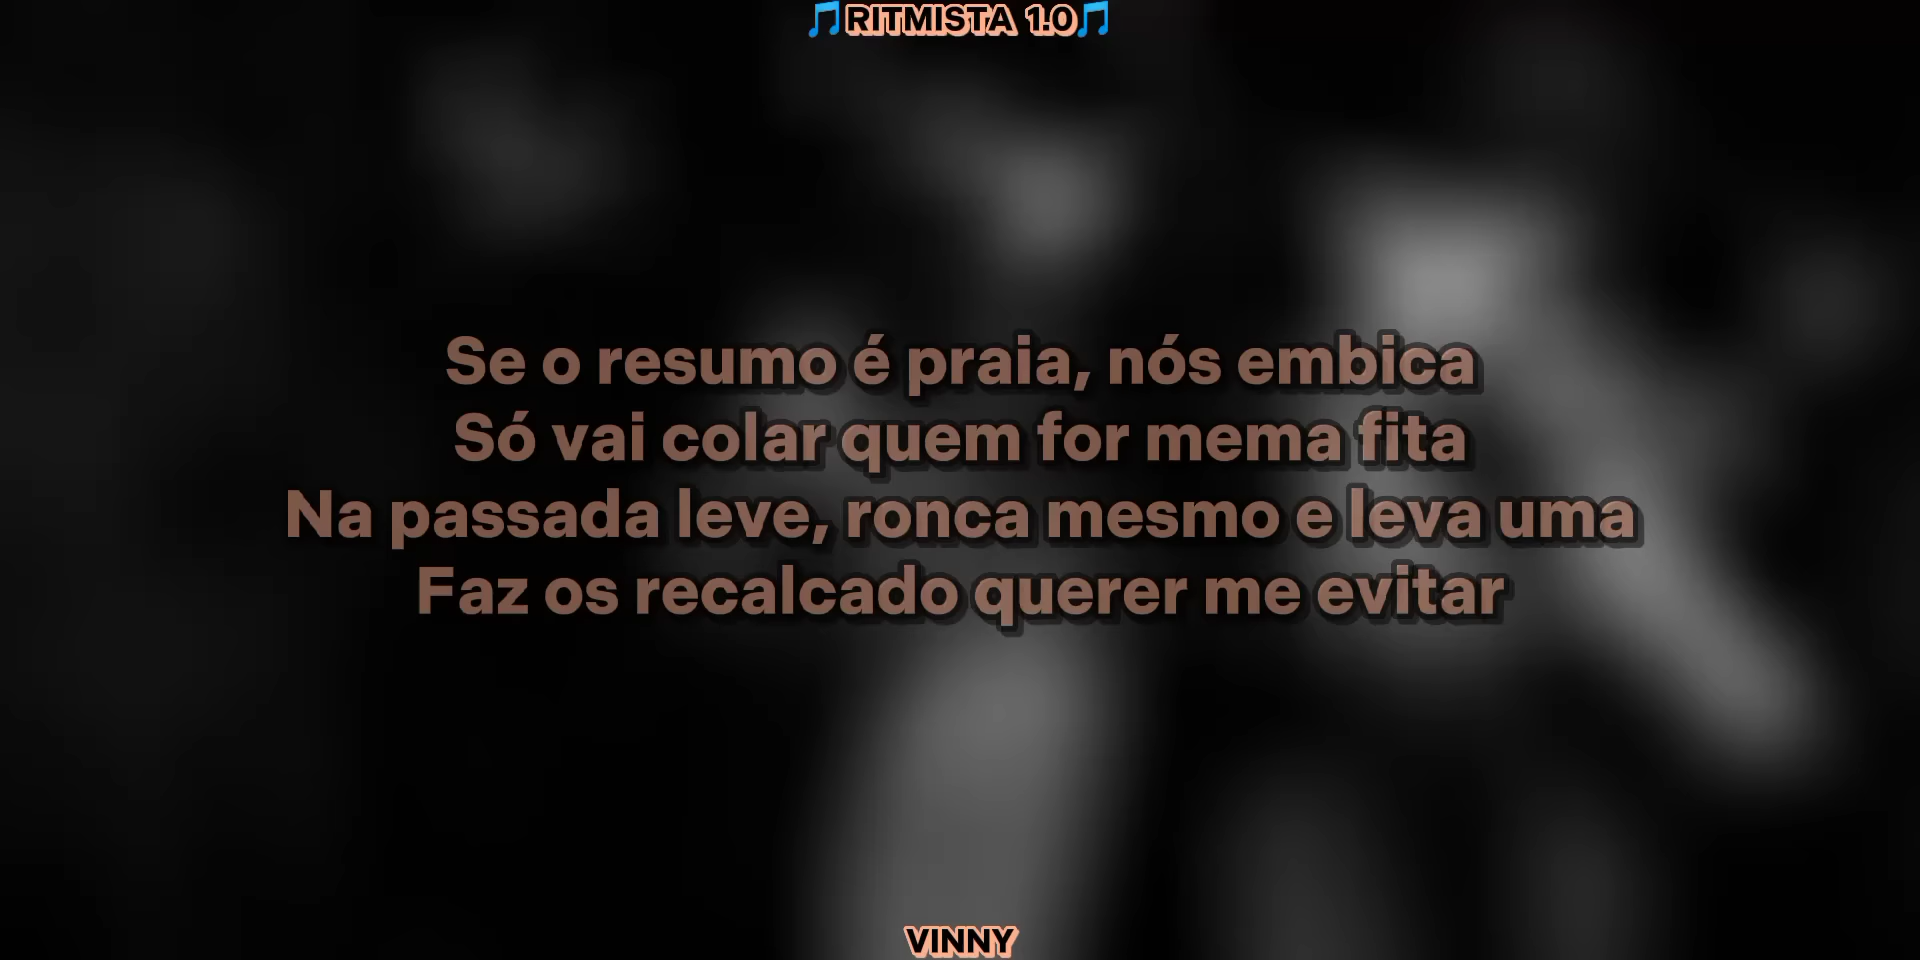 🎵RITMISTA 1.0🎵
Se o resumo é praia, nós embica
Só vai colar quem for mema fita
Na passada leve, ronca mesmo e leva uma
Faz os recalcado querer me evitar
VINNY